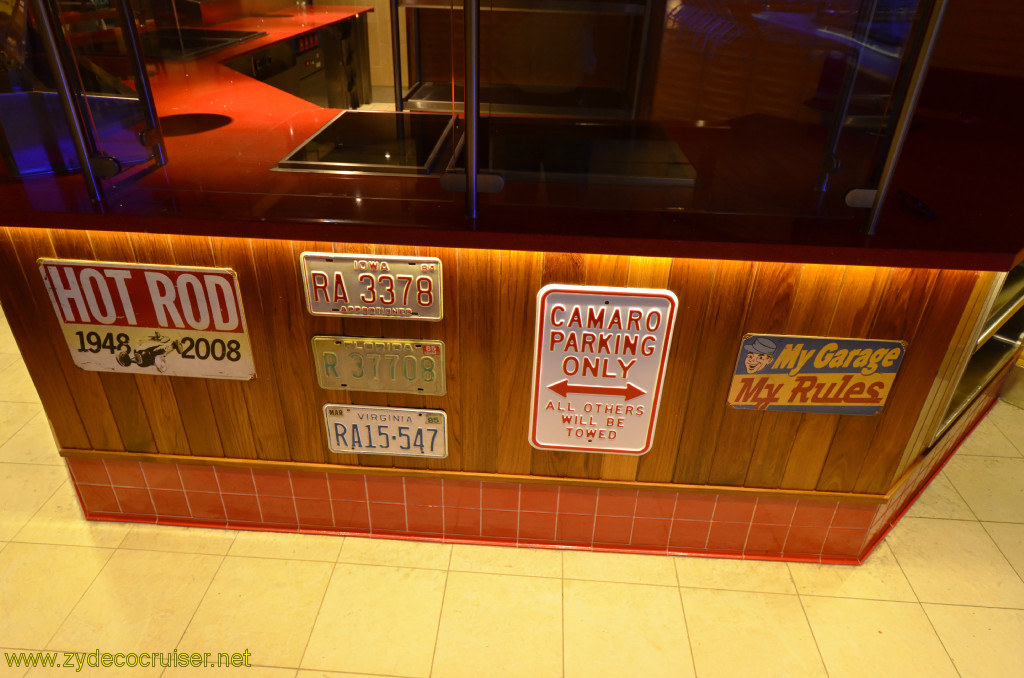 HOT ROD
1948 2008
IOWA
RA 3378
R 37708
MAR VIRGINIA
RA15-547
CAMARO
PARKING
ONLY
ALL OTHERS
WILL BE
TOWED
My Garage
My Rules
www.zydecocruiser.net